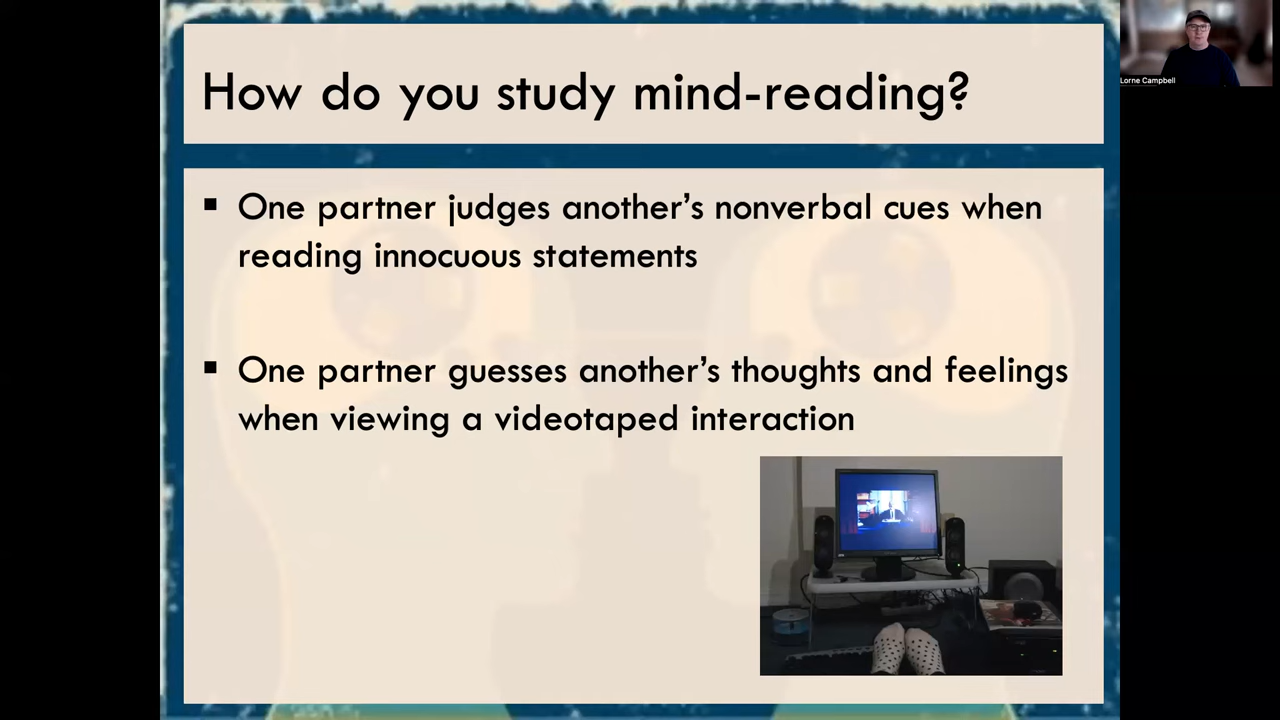 How do you study mind-reading?
Lorne Campbell
▪ One partner judges another’s nonverbal cues when
reading innocuous statements
▪ One partner guesses another’s thoughts and feelings
when viewing a videotaped interaction